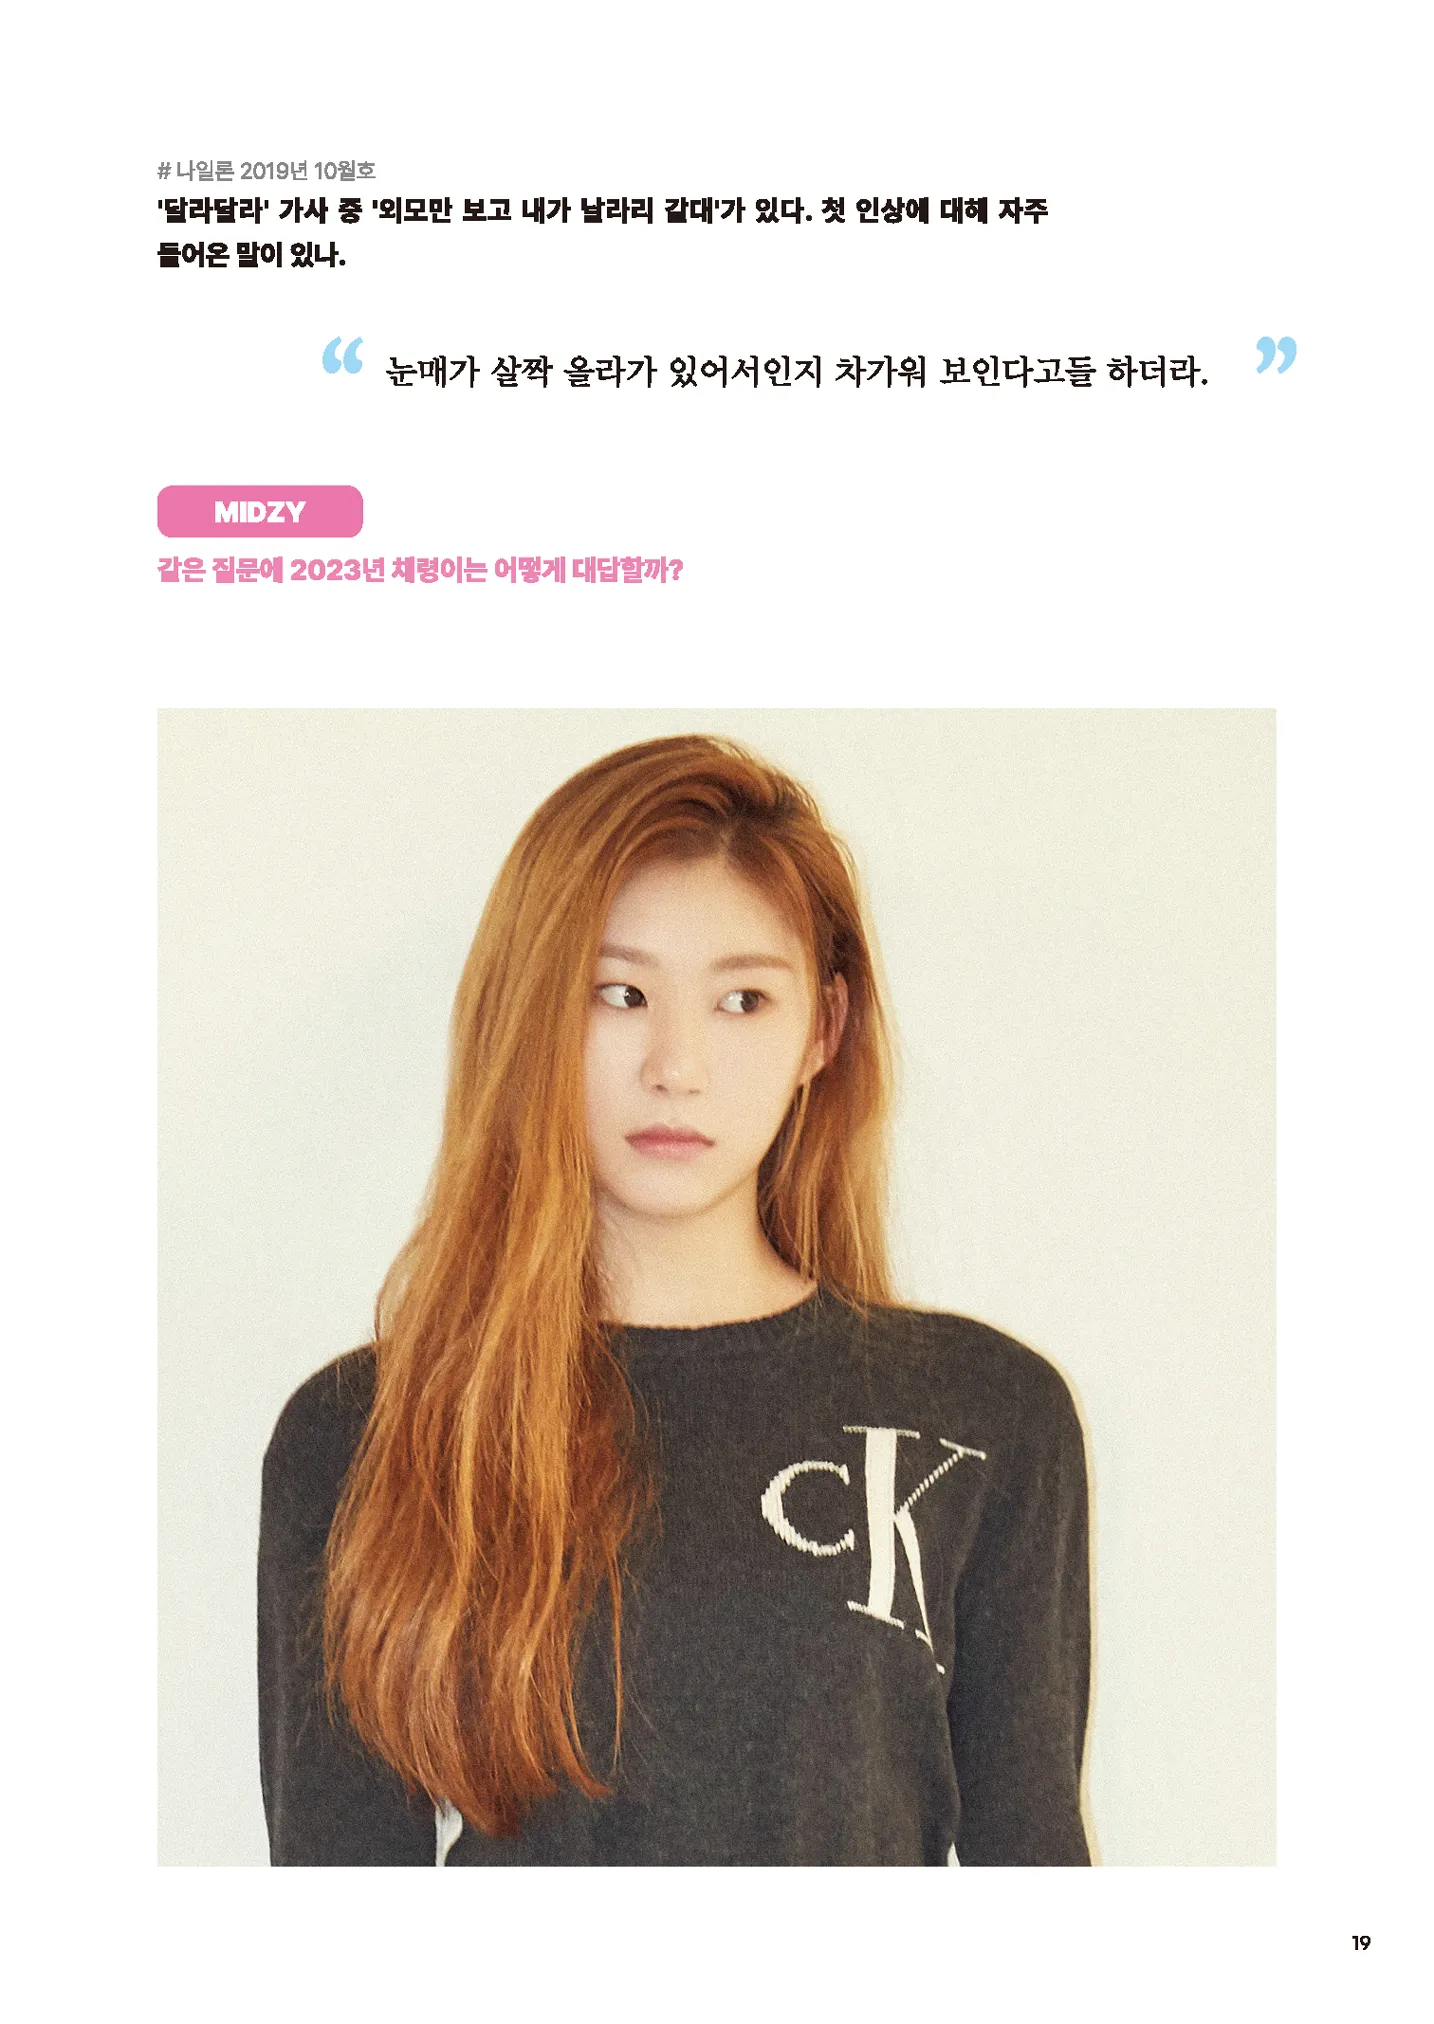 # 나일론 2019년 10월호
'달라달라' 가사 중 '외모만 보고 내가 날라리 같대'가 있다. 첫 인상에 대해 자주
들어온 말이 있나.
“ 눈매가 살짝 올라가 있어서인지 차가워 보인다고들 하더라. ”
MIDZY
같은 질문에 2023년 채령이는 어떻게 대답할까?
CK
19